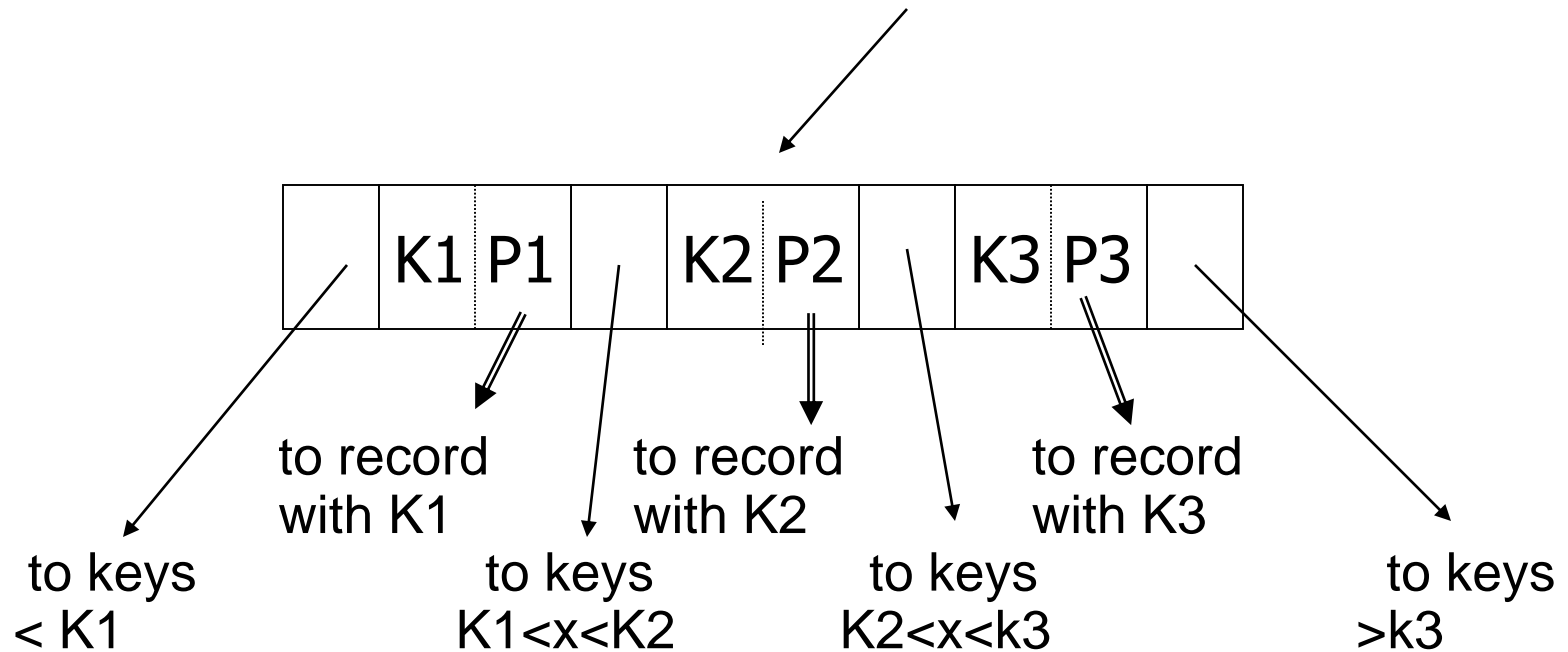 K1 P1 K2 P2 K3 P3
to record to record to record
with K1 with K2 with K3
to keys to keys to keys to keys
< K1 K1<x<K2 K2<x<k3 >k3